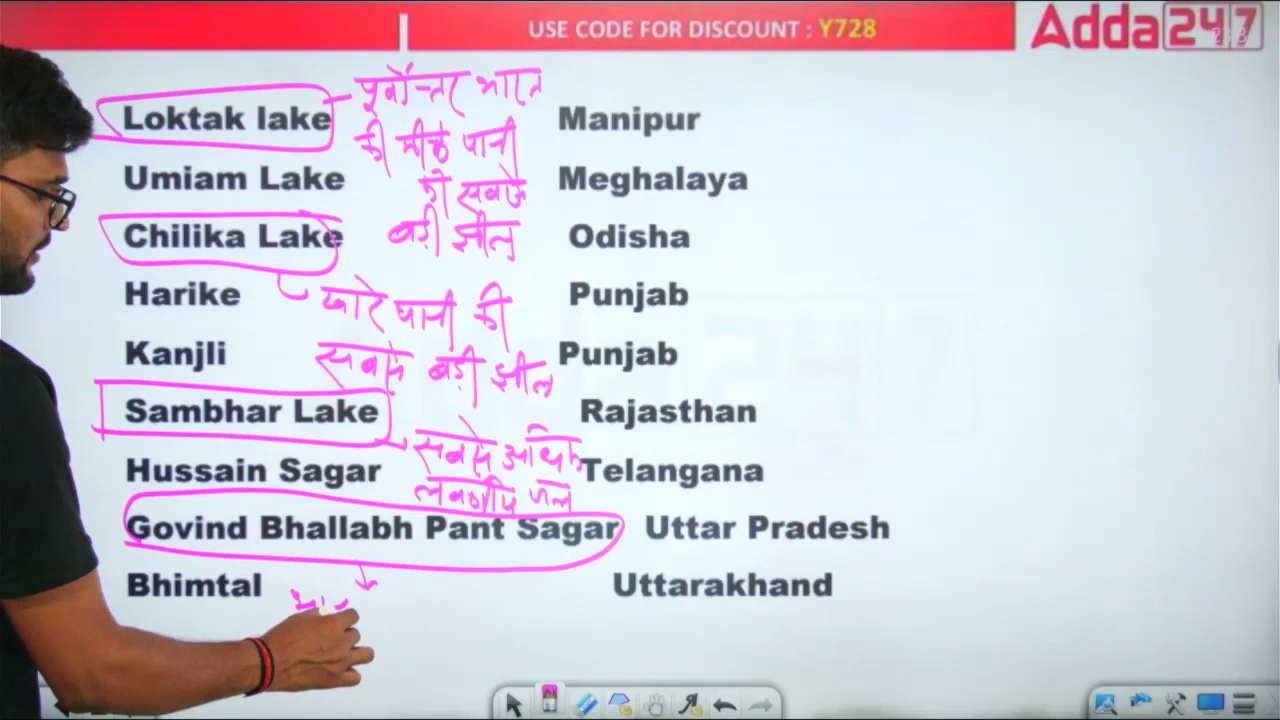 USE CODE FOR DISCOUNT : Y728
Adda247
Loktak lake
Manipur
पूर्वोत्तर भारत
की मीठे पानी
की सबसे
बड़ी झील
Umiam Lake
Meghalaya
Chilika Lake
Odisha
खारे पानी की
सबसे बड़ी झील
Harike
Punjab
Kanjli
Punjab
Sambhar Lake
Rajasthan
सबसे अधिक
लवणीय जल
Hussain Sagar
Telangana
Govind Bhallabh Pant Sagar
Uttar Pradesh
Bhimtal
Uttarakhand